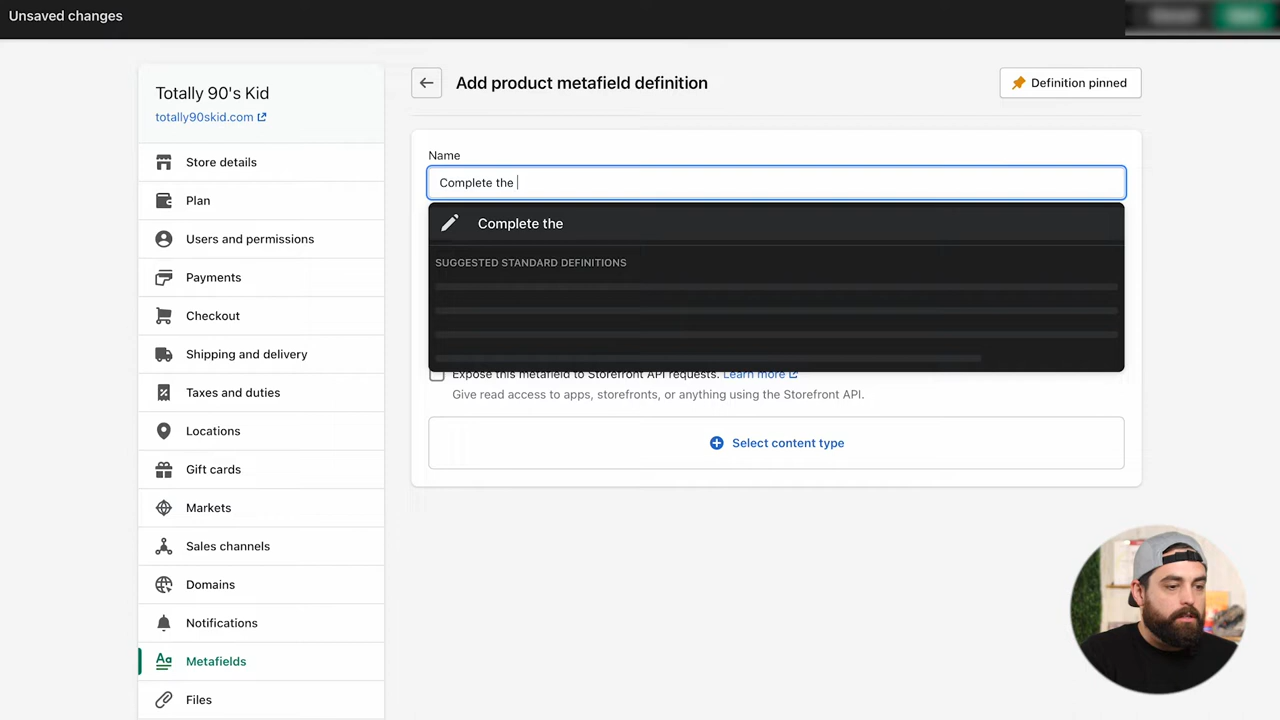 Unsaved changes
Totally 90's Kid
totally90skid.com
Store details
Plan
Users and permissions
Payments
Checkout
Shipping and delivery
Taxes and duties
Locations
Gift cards
Markets
Sales channels
Domains
Notifications
Metafields
Files
Add product metafield definition
Definition pinned
Name
Complete the
Complete the
SUGGESTED STANDARD DEFINITIONS
Expose this metafield to Storefront API requests. Learn more
Give read access to apps, storefronts, or anything using the Storefront API.
Select content type